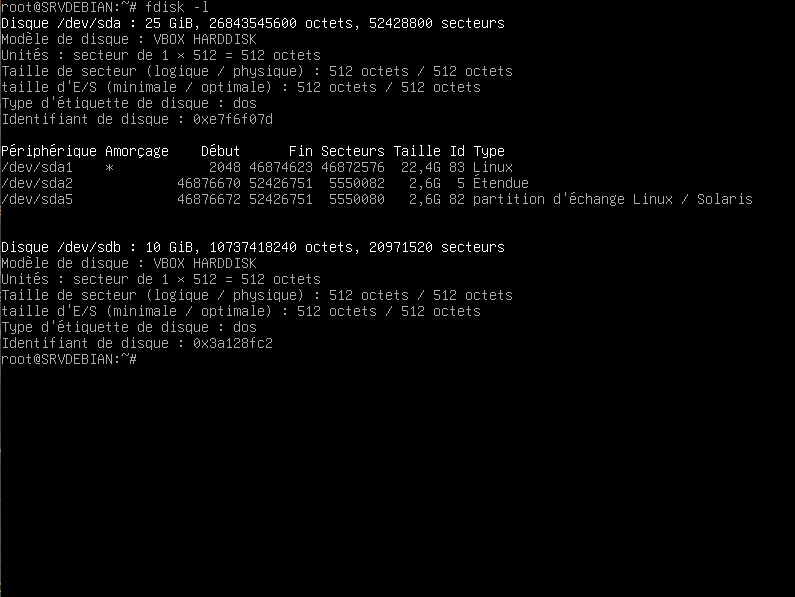 root@SRVDEBIAN:~# fdisk -l
Disque /dev/sda : 25 GiB, 26843545600 octets, 52428800 secteurs
Modèle de disque : VBOX HARDDISK
Unités : secteur de 1 × 512 = 512 octets
Taille de secteur (logique / physique) : 512 octets / 512 octets
taille d'E/S (minimale / optimale) : 512 octets / 512 octets
Type d'étiquette de disque : dos
Identifiant de disque : 0xe7f6f07d
Périphérique Amorçage    Début      Fin Secteurs Taille Id Type
/dev/sda1    *            2048 46874623 46872576  22,4G 83 Linux
/dev/sda2             46876670 52426751  5550082   2,6G  5 Étendue
/dev/sda5             46876672 52426751  5550080   2,6G 82 partition d'échange Linux / Solaris
Disque /dev/sdb : 10 GiB, 10737418240 octets, 20971520 secteurs
Modèle de disque : VBOX HARDDISK
Unités : secteur de 1 × 512 = 512 octets
Taille de secteur (logique / physique) : 512 octets / 512 octets
taille d'E/S (minimale / optimale) : 512 octets / 512 octets
Type d'étiquette de disque : dos
Identifiant de disque : 0x3a128fc2
root@SRVDEBIAN:~#